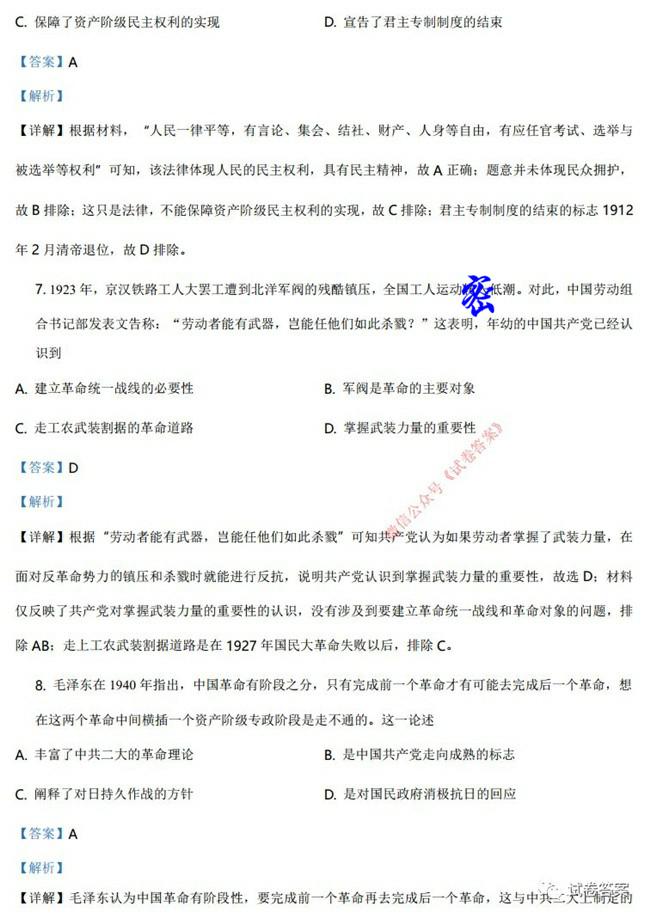 C. 保障了资产阶级民主权利的实现 D. 宣告了君主专制制度的结束
【答案】A
【解析】
【详解】根据材料，“人民一律平等，有言论、集会、结社、财产、人身等自由，有应任官考试、选举与
被选举等权利”可知，该法律体现人民的民主权利，具有民主精神，故 A 正确；题意并未体现民众拥护，
故 B 排除；这只是法律，不能保障资产阶级民主权利的实现，故 C 排除；君主专制制度的结束的标志 1912
年 2 月清帝退位，故 D 排除。
7. 1923 年，京汉铁路工人大罢工遭到北洋军阀的残酷镇压，全国工人运动低潮。对此，中国劳动组
密
合书记部发表文告称：“劳动者能有武器，岂能任他们如此杀戮？”这表明，年幼的中国共产党已经认
识到
A. 建立革命统一战线的必要性 B. 军阀是革命的主要对象
C. 走工农武装割据的革命道路 D. 掌握武装力量的重要性
微信公众号《试卷答案》
【答案】D
【解析】
【详解】根据“劳动者能有武器，岂能任他们如此杀戮”可知共产党认为如果劳动者掌握了武装力量，在
面对反革命势力的镇压和杀戮时就能进行反抗，说明共产党认识到掌握武装力量的重要性，故选 D；材料
仅反映了共产党对掌握武装力量的重要性的认识，没有涉及到要建立革命统一战线和革命对象的问题，排
除 AB；走上工农武装割据道路是在 1927 年国民大革命失败以后，排除 C。
8. 毛泽东在 1940 年指出，中国革命有阶段之分，只有完成前一个革命才有可能去完成后一个革命，想
在这两个革命中间横插一个资产阶级专政阶段是走不通的。这一论述
A. 丰富了中共二大的革命理论 B. 是中国共产党走向成熟的标志
C. 阐释了对日持久作战的方针 D. 是对国民政府消极抗日的回应
【答案】A
【解析】
【详解】毛泽东认为中国革命有阶段性，要完成前一个革命再去完成后一个革命，这与中共二大上制定的
试卷答案